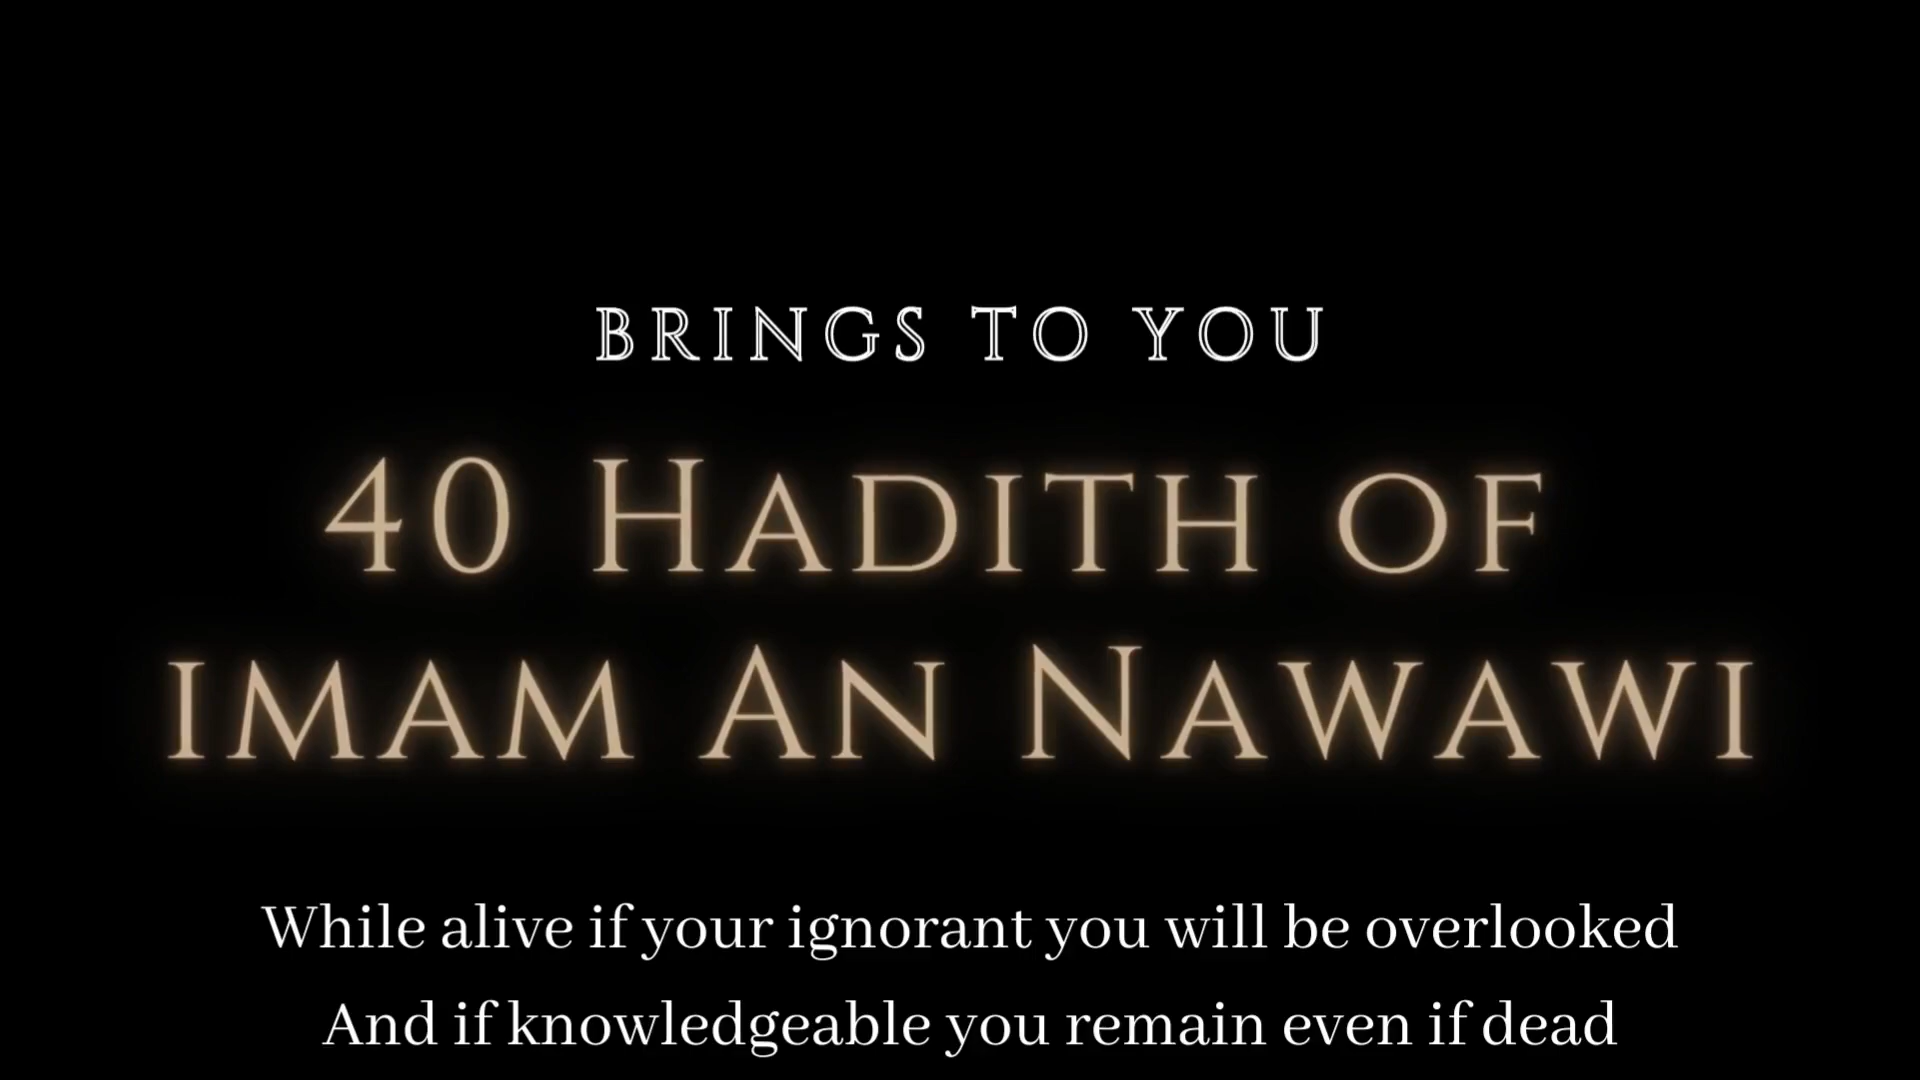 BRINGS TO YOU
40 HADITH OF
IMAM AN NAWAWI
While alive if your ignorant you will be overlooked
And if knowledgeable you remain even if dead